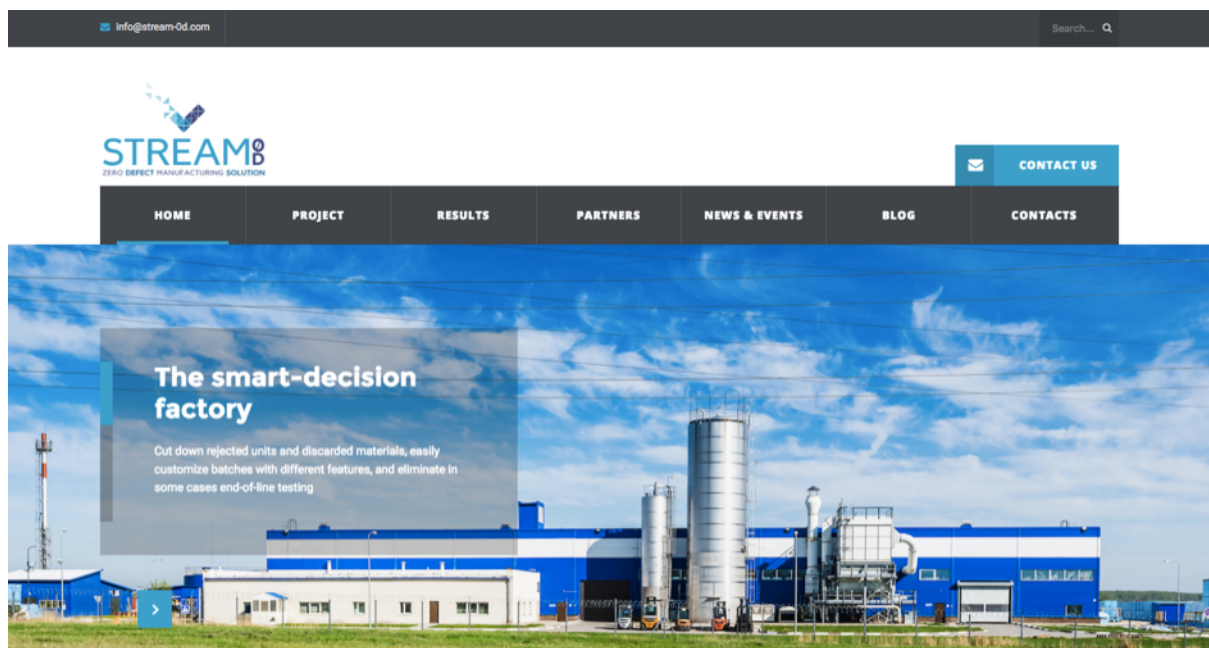 info@stream-0d.com
Search...
STREAM0D
ZERO DEFECT MANUFACTURING SOLUTION
CONTACT US
HOME PROJECT RESULTS PARTNERS NEWS & EVENTS BLOG CONTACTS
The smart-decision
factory
Cut down rejected units and discarded materials, easily
customize batches with different features, and eliminate in
some cases end-of-line testing